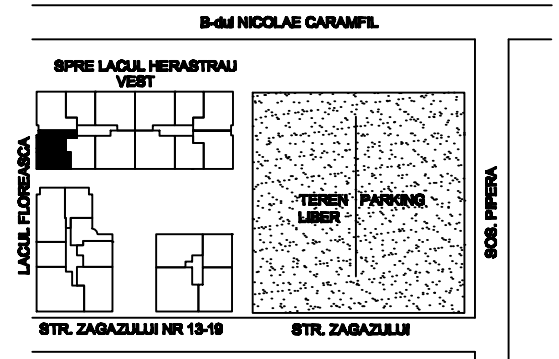 B-dul NICOLAE CARAMFIL
SPRE LACUL HERASTRAU
VEST
LACUL FLOREASCA
TEREN
LIBER
PARKING
SOS. PIPERA
STR. ZAGAZULUI NR 13-19
STR. ZAGAZULUI